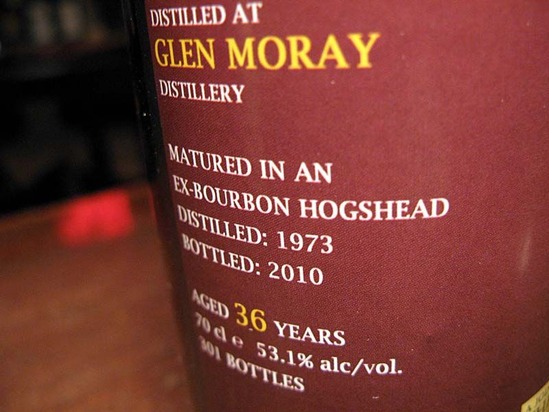 DISTILLED AT
GLEN MORAY
DISTILLERY
MATURED IN AN
EX-BOURBON HOGSHEAD
DISTILLED: 1973
BOTTLED: 2010
AGED 36 YEARS
70 cl e 53.1% alc/vol.
301 BOTTLES